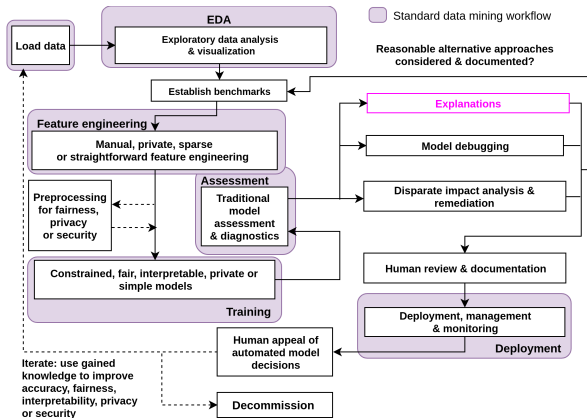 EDA
Standard data mining workflow
Load data
Exploratory data analysis
& visualization
Reasonable alternative approaches
considered & documented?
Establish benchmarks
Explanations
Feature engineering
Manual, private, sparse
or straightforward feature engineering
Model debugging
Assessment
Preprocessing
for fairness,
privacy
or security
Traditional
model
assessment
& diagnostics
Disparate impact analysis &
remediation
Constrained, fair, interpretable, private or
simple models
Training
Human review & documentation
Deployment, management
& monitoring
Deployment
Human appeal of
automated model
decisions
Iterate: use gained
knowledge to improve
accuracy, fairness,
interpretability, privacy
or security
Decommission